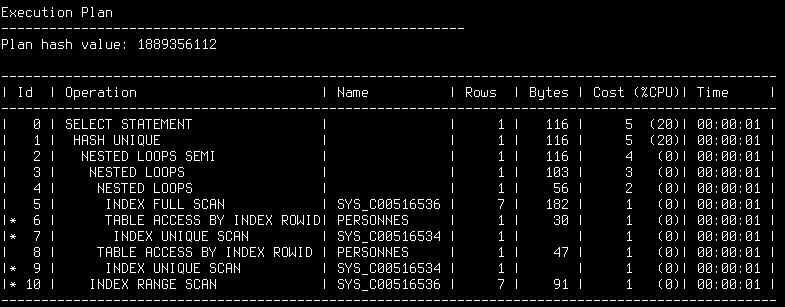 Execution Plan
----------------------------------------------------------
Plan hash value: 1889356112

-------------------------------------------------------------------------------------------------
| Id  | Operation                       | Name          | Rows  | Bytes | Cost (%CPU)| Time     |
-------------------------------------------------------------------------------------------------
|   0 | SELECT STATEMENT                |               |     1 |   116 |     5  (20)| 00:00:01 |
|   1 |  HASH UNIQUE                    |               |     1 |   116 |     5  (20)| 00:00:01 |
|   2 |   NESTED LOOPS SEMI             |               |     1 |   116 |     4   (0)| 00:00:01 |
|   3 |    NESTED LOOPS                 |               |     1 |   103 |     3   (0)| 00:00:01 |
|   4 |     NESTED LOOPS                |               |     1 |    56 |     2   (0)| 00:00:01 |
|   5 |      INDEX FULL SCAN            | SYS_C00516536 |     7 |   182 |     1   (0)| 00:00:01 |
|*  6 |      TABLE ACCESS BY INDEX ROWID| PERSONNES     |     1 |    30 |     1   (0)| 00:00:01 |
|*  7 |       INDEX UNIQUE SCAN         | SYS_C00516534 |     1 |       |     1   (0)| 00:00:01 |
|   8 |     TABLE ACCESS BY INDEX ROWID | PERSONNES     |     1 |    47 |     1   (0)| 00:00:01 |
|*  9 |      INDEX UNIQUE SCAN          | SYS_C00516534 |     1 |       |     1   (0)| 00:00:01 |
|* 10 |    INDEX RANGE SCAN             | SYS_C00516536 |     7 |    91 |     1   (0)| 00:00:01 |
-------------------------------------------------------------------------------------------------